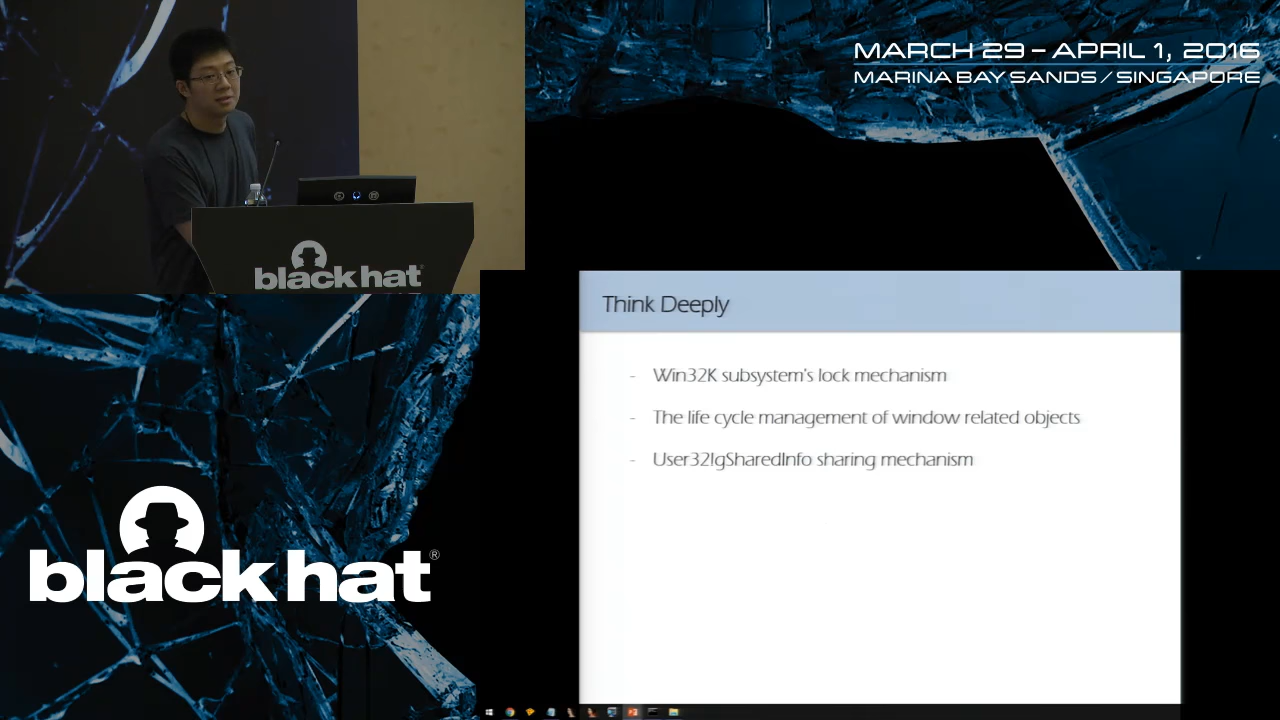 MARCH 29 - APRIL 1, 2016
MARINA BAY SANDS / SINGAPORE
black hat
Think Deeply
- Win32K subsystem's lock mechanism
- The life cycle management of window related objects
- User32!gSharedInfo sharing mechanism
black hat®